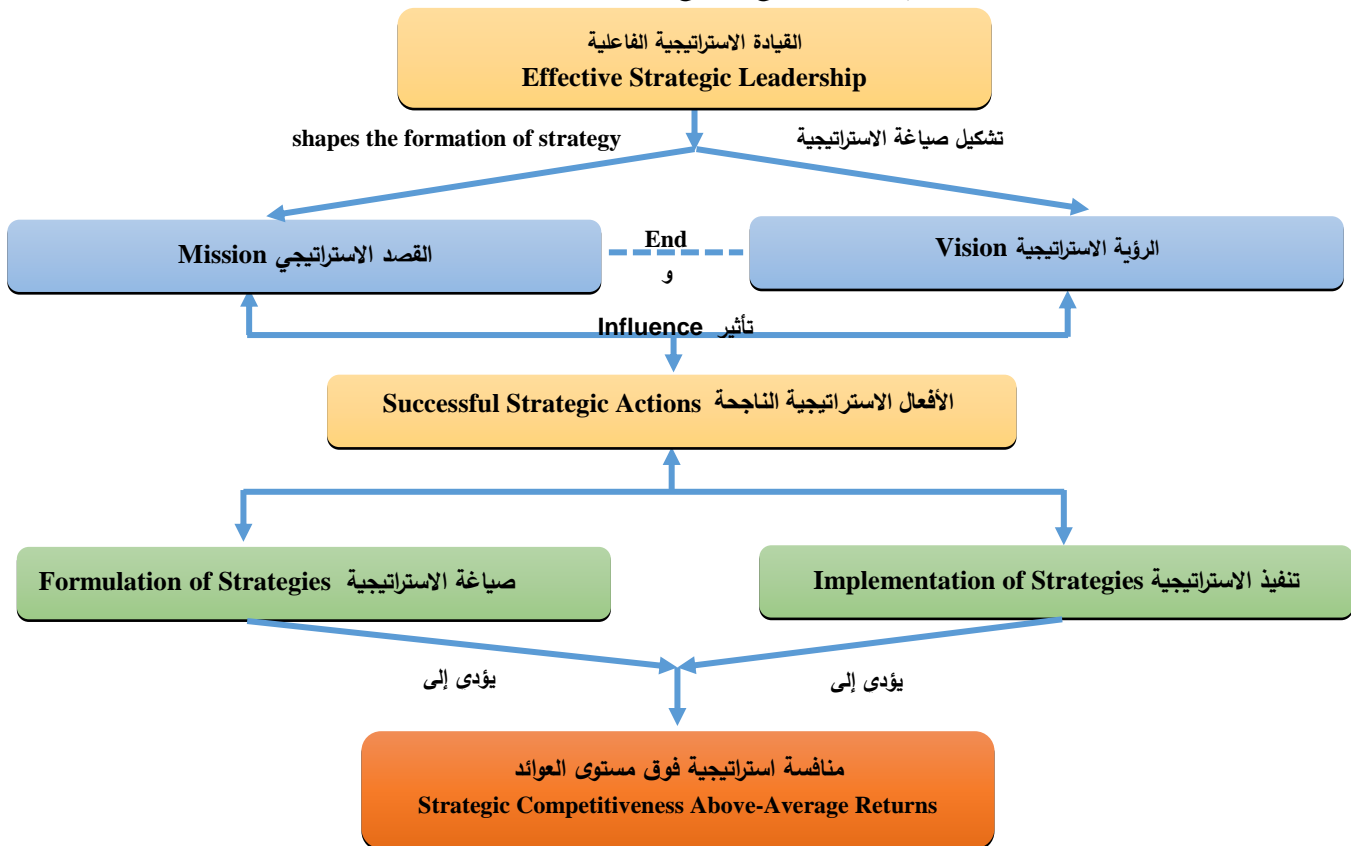 القيادة الاستراتيجية الفاعلية
Effective Strategic Leadership
shapes the formation of strategy
تشكيل صياغة الاستراتيجية
القصد الاستراتيجي Mission
End
و
الرؤية الاستراتيجية Vision
تأثير Influence
الأفعال الاستراتيجية الناجحة Successful Strategic Actions
صياغة الاستراتيجية Formulation of Strategies
تنفيذ الاستراتيجية Implementation of Strategies
يؤدى إلى
يؤدى إلى
منافسة استراتيجية فوق مستوى العوائد
Strategic Competitiveness Above-Average Returns